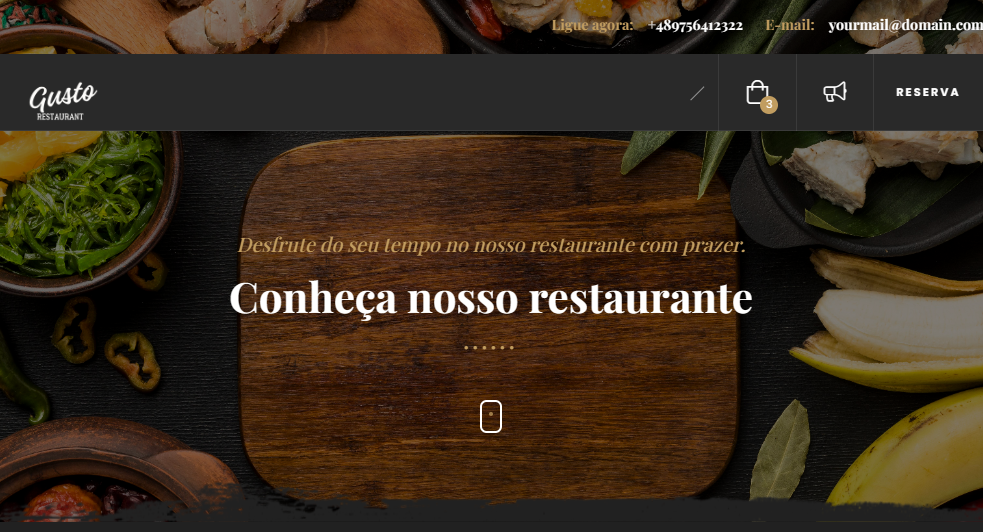 Ligue agora: +489756412322 E-mail: yourmail@domain.com
Gusto
RESTAURANT
3
RESERVA
Desfrute do seu tempo no nosso restaurante com prazer.
Conheça nosso restaurante